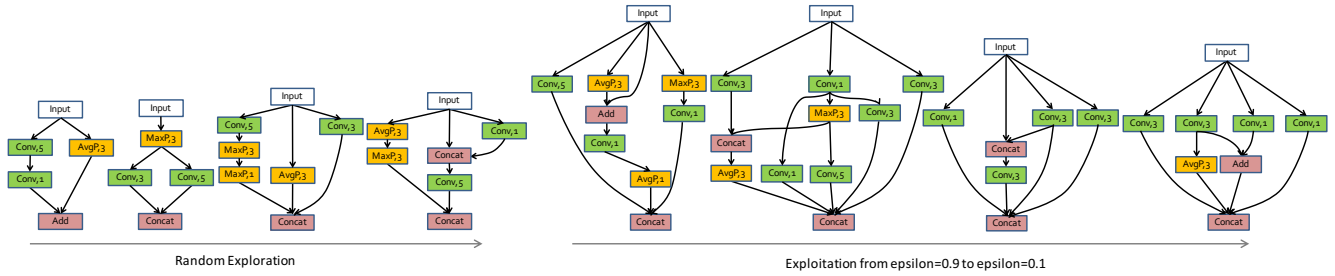 Input
Conv,5
AvgP,3
Conv,1
Add
Input
MaxP,3
Conv,3
Conv,5
Concat
Input
Conv,5
Conv,3
MaxP,3
MaxP,1
AvgP,3
Concat
Input
AvgP,3
Conv,1
MaxP,3
Concat
Conv,5
Concat
Input
Conv,5
AvgP,3
MaxP,3
Add
Conv,1
Conv,1
AvgP,1
Concat
Input
Conv,3
Conv,1
Conv,3
MaxP,3
Conv,3
Concat
AvgP,3
Conv,1
Conv,5
Concat
Input
Conv,1
Conv,3
Conv,3
Concat
Conv,3
Concat
Input
Conv,3
Conv,3
Conv,1
Conv,1
AvgP,3
Add
Concat
Random Exploration
Exploitation from epsilon=0.9 to epsilon=0.1